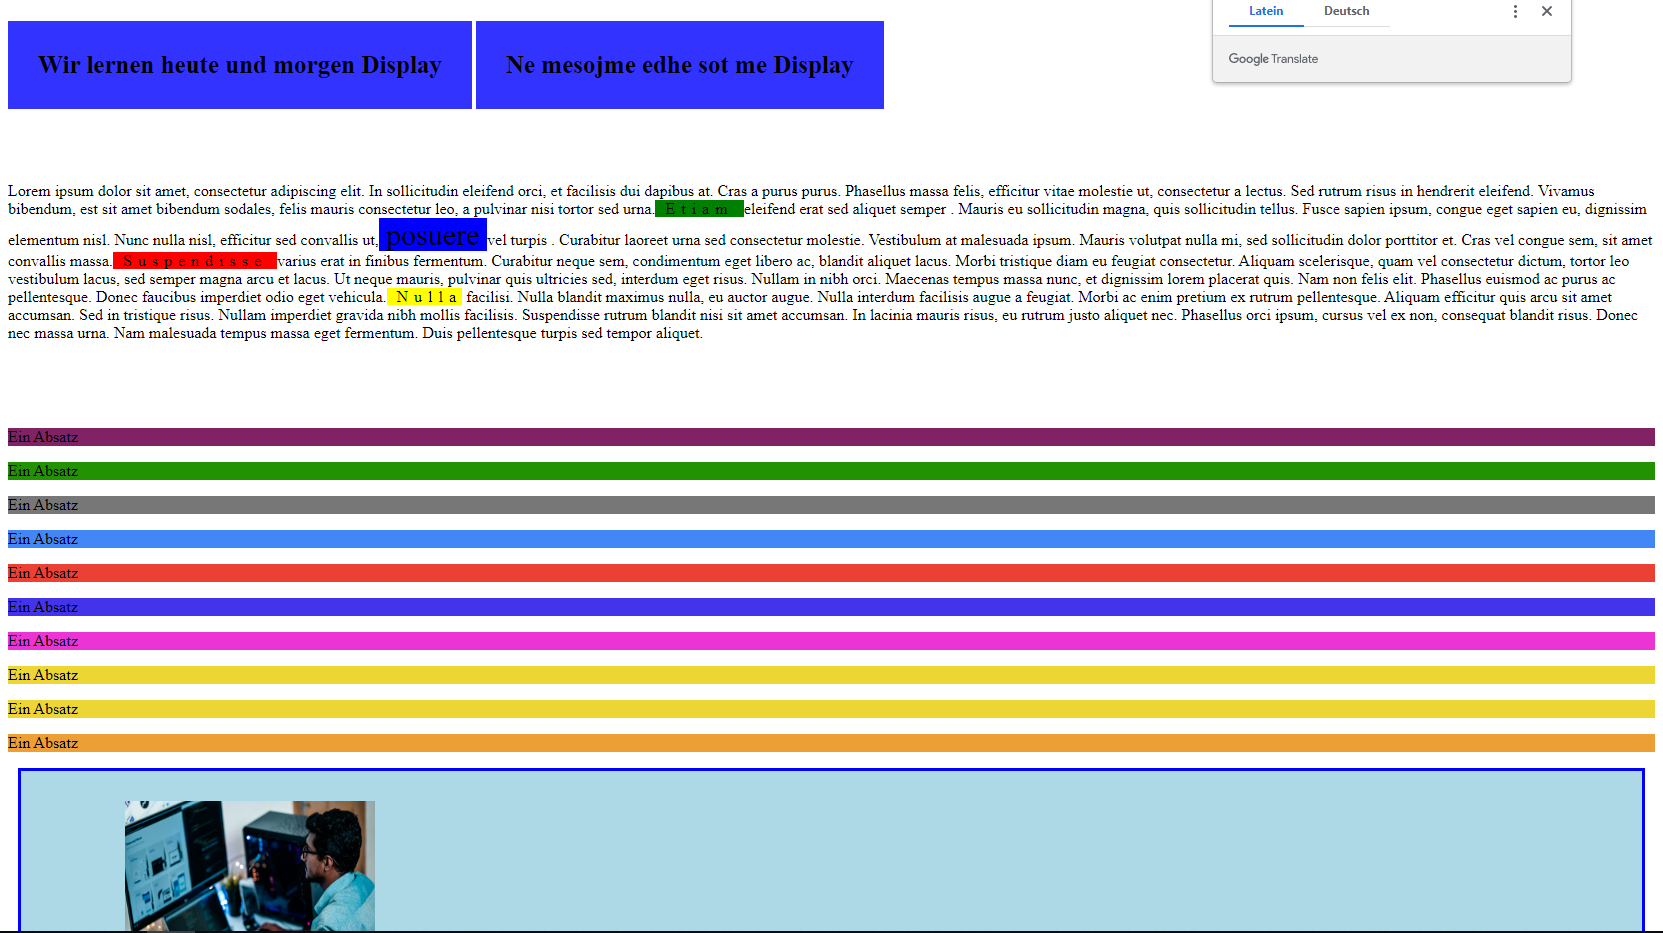 Latein Deutsch
Google Translate
Wir lernen heute und morgen Display Ne mesojme edhe sot me Display
Lorem ipsum dolor sit amet, consectetur adipiscing elit. In sollicitudin eleifend orci, et facilisis dui dapibus at. Cras a purus purus. Phasellus massa felis, efficitur vitae molestie ut, consectetur a lectus. Sed rutrum risus in hendrerit eleifend. Vivamus
bibendum, est sit amet bibendum sodales, felis mauris consectetur leo, a pulvinar nisi tortor sed urna. Etiam eleifend erat sed aliquet semper . Mauris eu sollicitudin magna, quis sollicitudin tellus. Fusce sapien ipsum, congue eget sapien eu, dignissim
elementum nisl. Nunc nulla nisl, efficitur sed convallis ut, posuere vel turpis . Curabitur laoreet urna sed consectetur molestie. Vestibulum at malesuada ipsum. Mauris volutpat nulla mi, sed sollicitudin dolor porttitor et. Cras vel congue sem, sit amet
convallis massa. Suspendisse varius erat in finibus fermentum. Curabitur neque sem, condimentum eget libero ac, blandit aliquet lacus. Morbi tristique diam eu feugiat consectetur. Aliquam scelerisque, quam vel consectetur dictum, tortor leo
vestibulum lacus, sed semper magna arcu et lacus. Ut neque mauris, pulvinar quis ultricies sed, interdum eget risus. Nullam in nibh orci. Maecenas tempus massa nunc, et dignissim lorem placerat quis. Nam non felis elit. Phasellus euismod ac purus ac
pellentesque. Donec faucibus imperdiet odio eget vehicula. Nulla facilisi. Nulla blandit maximus nulla, eu auctor augue. Nulla interdum facilisis augue a feugiat. Morbi ac enim pretium ex rutrum pellentesque. Aliquam efficitur quis arcu sit amet
accumsan. Sed in tristique risus. Nullam imperdiet gravida nibh mollis facilisis. Suspendisse rutrum blandit nisi sit amet accumsan. In lacinia mauris risus, eu rutrum justo aliquet nec. Phasellus orci ipsum, cursus vel ex non, consequat blandit risus. Donec
nec massa urna. Nam malesuada tempus massa eget fermentum. Duis pellentesque turpis sed tempor aliquet.
Ein Absatz
Ein Absatz
Ein Absatz
Ein Absatz
Ein Absatz
Ein Absatz
Ein Absatz
Ein Absatz
Ein Absatz
Ein Absatz